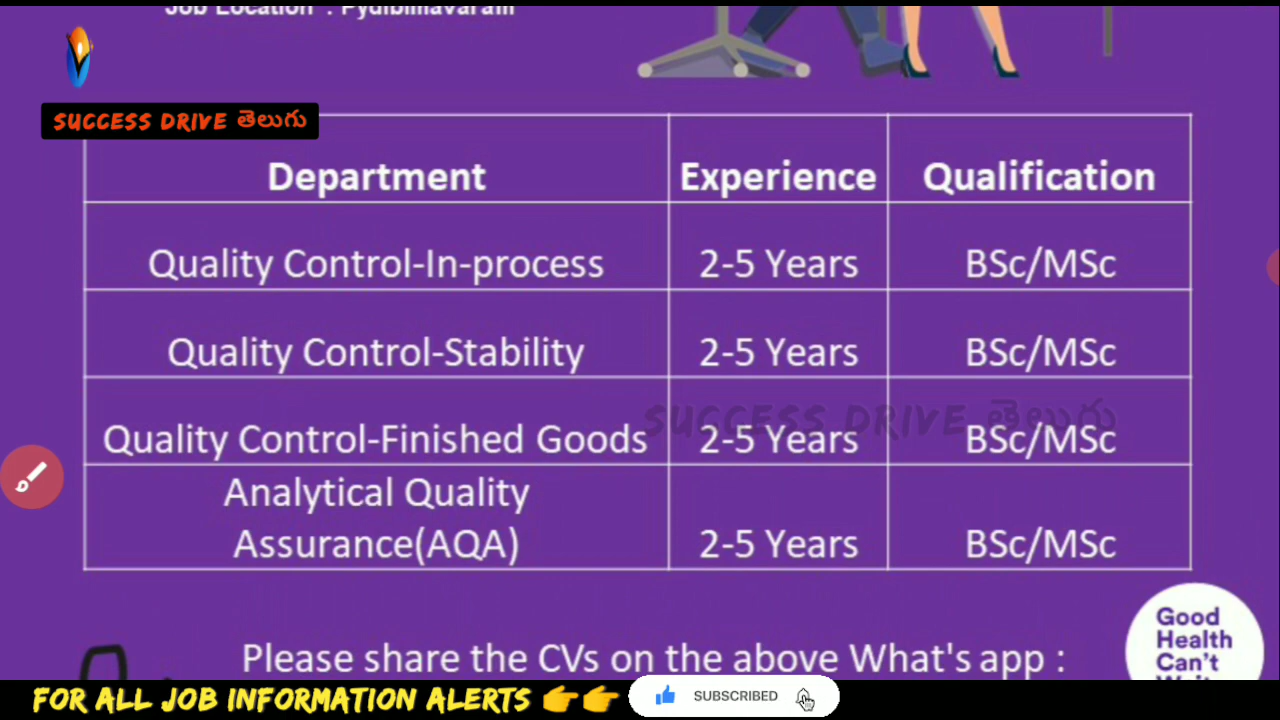 Job Location : Pydibhimavaram
SUCCESS DRIVE తెలుగు
Department Experience Qualification
Quality Control-In-process 2-5 Years BSc/MSc
Quality Control-Stability 2-5 Years BSc/MSc
SUCCESS DRIVE తెలుగు
Quality Control-Finished Goods 2-5 Years BSc/MSc
Analytical Quality
Assurance(AQA) 2-5 Years BSc/MSc
Good
Health
Can't
Please share the CVs on the above What's app :
FOR ALL JOB INFORMATION ALERTS 👉👉 SUBSCRIBED